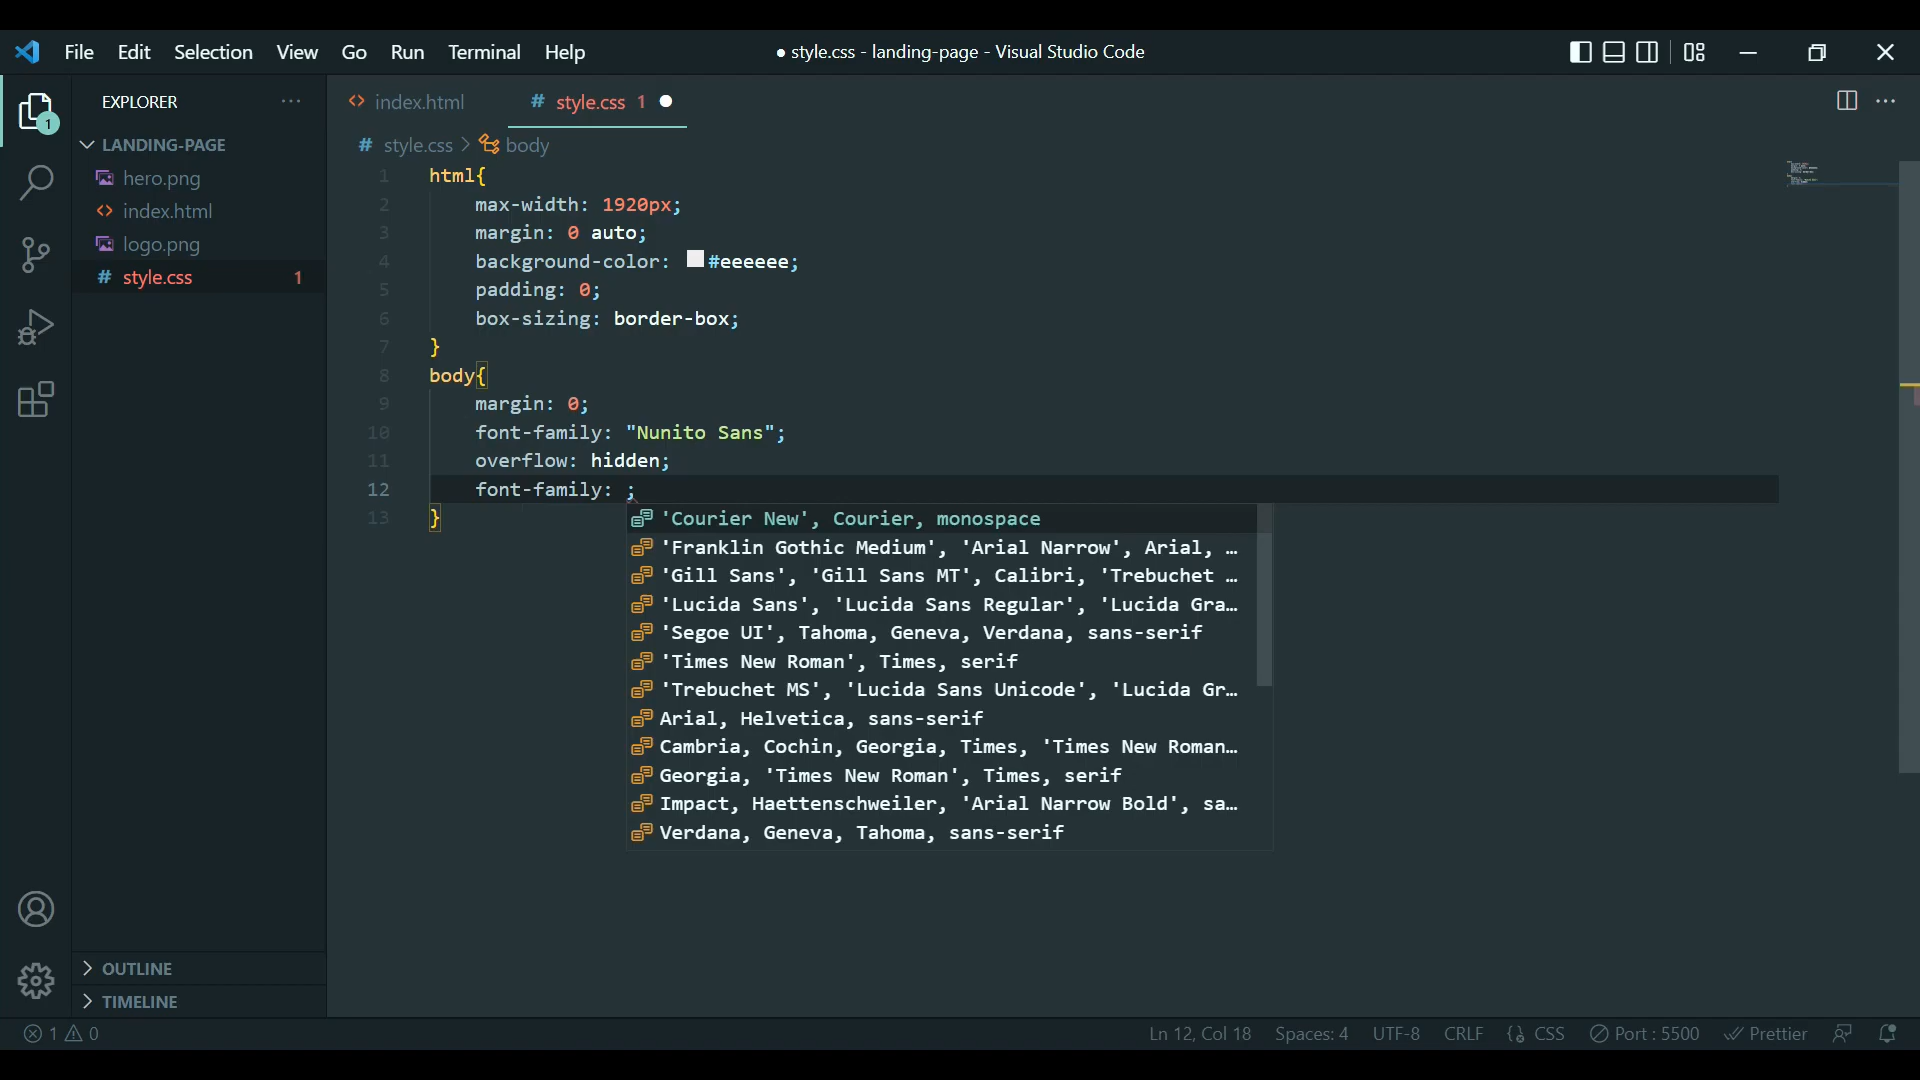 File Edit Selection View Go Run Terminal Help
● style.css - landing-page - Visual Studio Code
EXPLORER
LANDING-PAGE
hero.png
index.html
logo.png
style.css 1
OUTLINE
TIMELINE
1
index.html
# style.css 1
# style.css > body
1 html{
2 max-width: 1920px;
3 margin: 0 auto;
4 background-color: #eeeeee;
5 padding: 0;
6 box-sizing: border-box;
7 }
8 body{
9 margin: 0;
10 font-family: "Nunito Sans";
11 overflow: hidden;
12 font-family: ;
13 }
'Courier New', Courier, monospace
'Franklin Gothic Medium', 'Arial Narrow', Arial, …
'Gill Sans', 'Gill Sans MT', Calibri, 'Trebuchet …
'Lucida Sans', 'Lucida Sans Regular', 'Lucida Gra…
'Segoe UI', Tahoma, Geneva, Verdana, sans-serif
'Times New Roman', Times, serif
'Trebuchet MS', 'Lucida Sans Unicode', 'Lucida Gr…
Arial, Helvetica, sans-serif
Cambria, Cochin, Georgia, Times, 'Times New Roman…
Georgia, 'Times New Roman', Times, serif
Impact, Haettenschweiler, 'Arial Narrow Bold', sa…
Verdana, Geneva, Tahoma, sans-serif
1 0 Ln 12, Col 18 Spaces: 4 UTF-8 CRLF CSS Port : 5500 Prettier